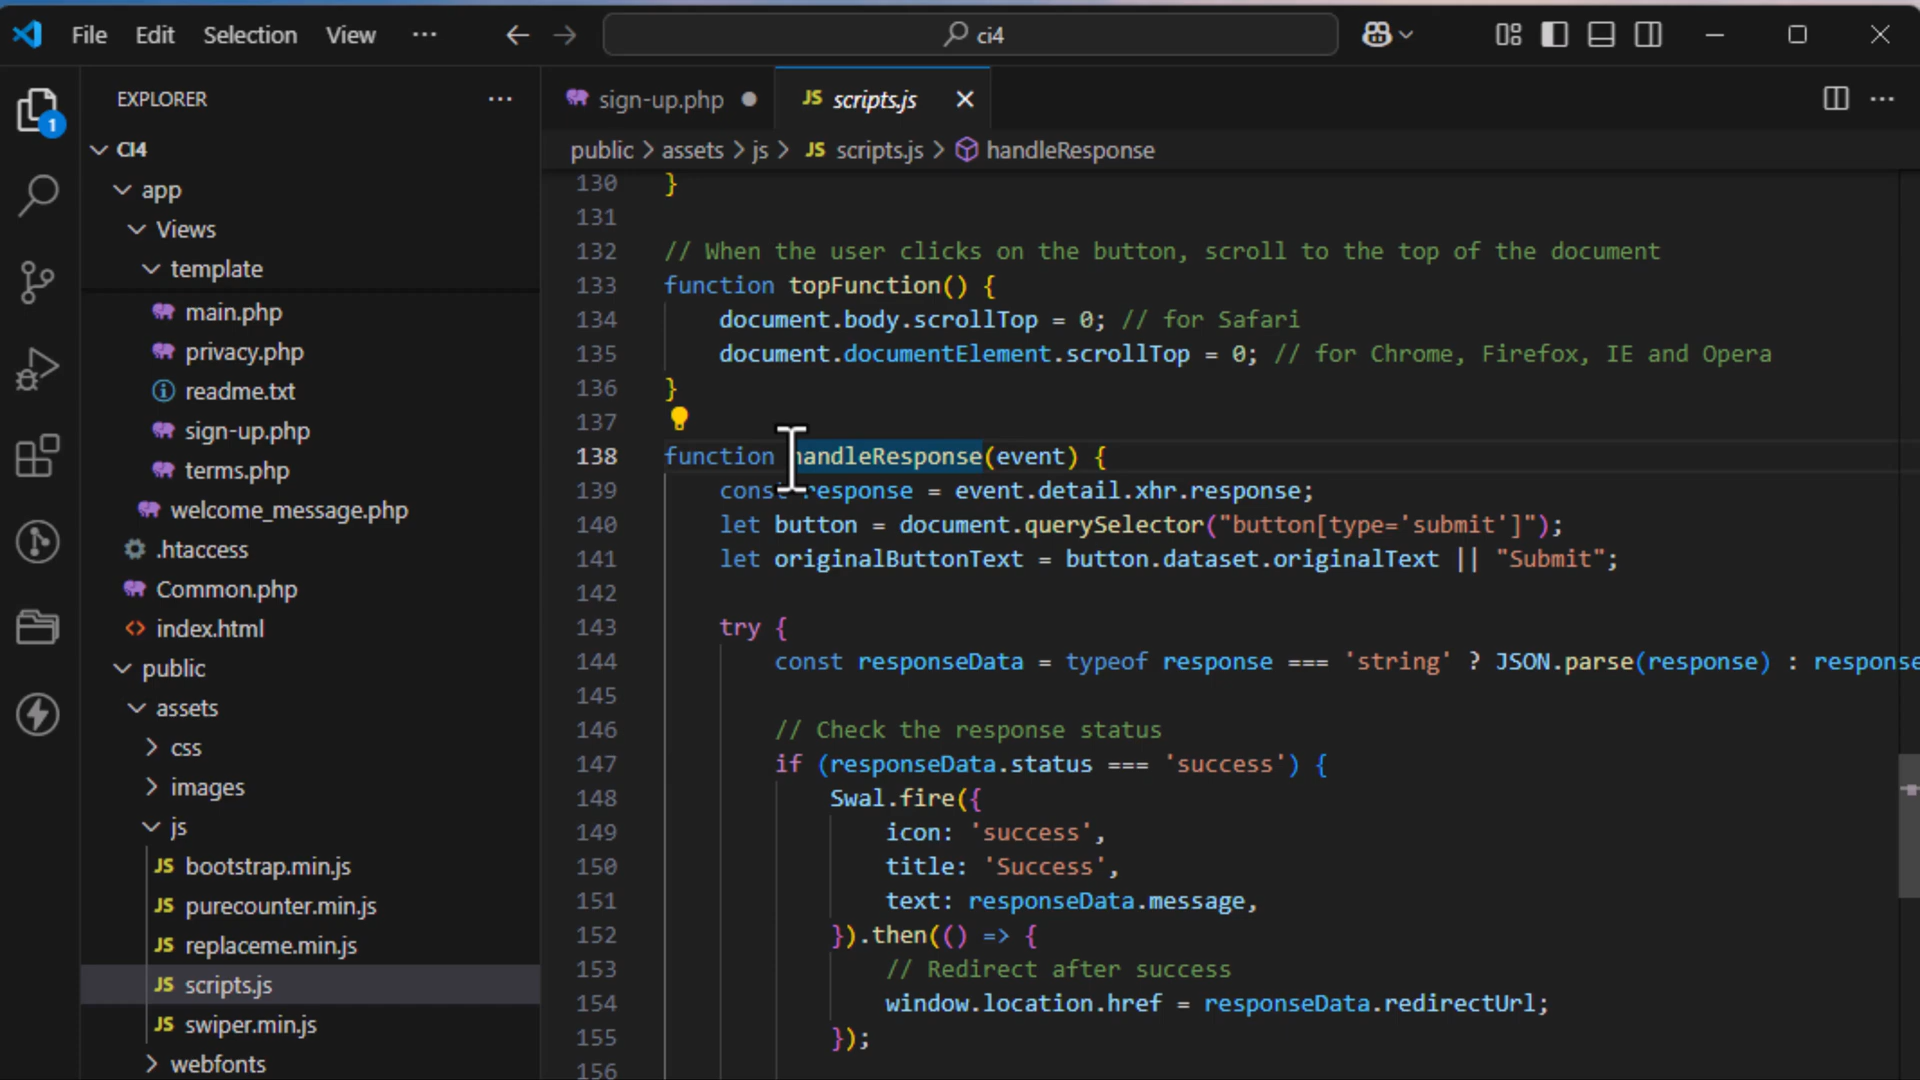 File Edit Selection View ··· ci4
EXPLORER ···
1
CI4
app
Views
template
main.php
privacy.php
readme.txt
sign-up.php
terms.php
welcome_message.php
.htaccess
Common.php
index.html
public
assets
css
images
js
JS bootstrap.min.js
JS purecounter.min.js
JS replaceme.min.js
JS scripts.js
JS swiper.min.js
webfonts
sign-up.php JS scripts.js
public > assets > js > JS scripts.js > handleResponse
130 }
131
132 // When the user clicks on the button, scroll to the top of the document
133 function topFunction() {
134 document.body.scrollTop = 0; // for Safari
135 document.documentElement.scrollTop = 0; // for Chrome, Firefox, IE and Opera
136 }
137
138 function handleResponse(event) {
139 const response = event.detail.xhr.response;
140 let button = document.querySelector("button[type='submit']");
141 let originalButtonText = button.dataset.originalText || "Submit";
142
143 try {
144 const responseData = typeof response === 'string' ? JSON.parse(response) : response
145
146 // Check the response status
147 if (responseData.status === 'success') {
148 Swal.fire({
149 icon: 'success',
150 title: 'Success',
151 text: responseData.message,
152 }).then(() => {
153 // Redirect after success
154 window.location.href = responseData.redirectUrl;
155 });
156